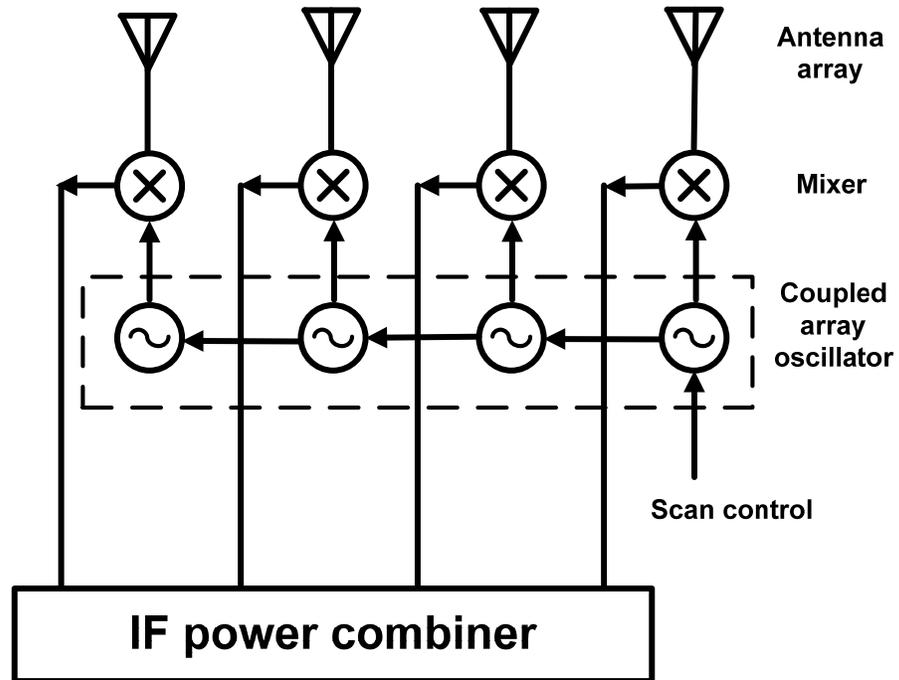 Antenna
array
Mixer
Coupled
array
oscillator
Scan control
IF power combiner